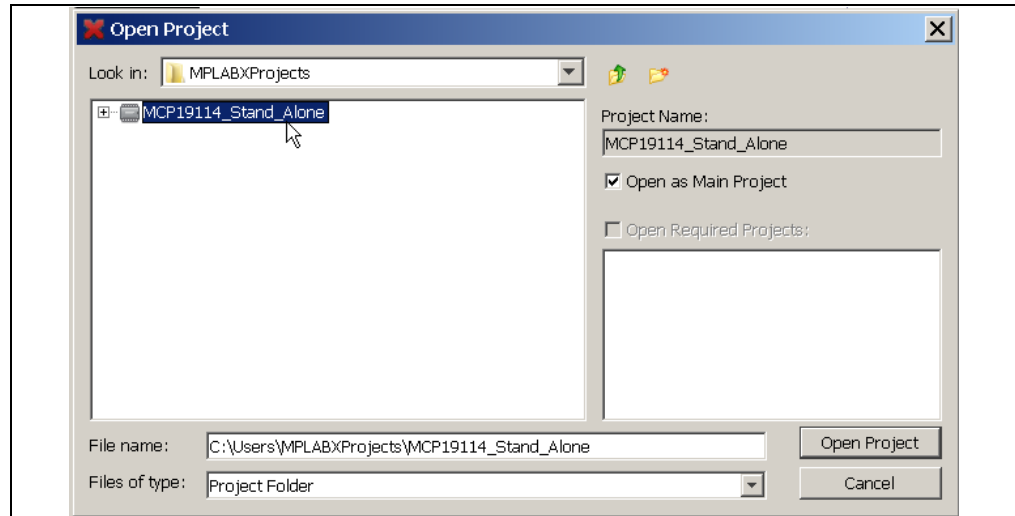 Open Project
Look in: MPLABXProjects
MCP19114_Stand_Alone
Project Name:
MCP19114_Stand_Alone
Open as Main Project
Open Required Projects:
File name: C:\Users\MPLABXProjects\MCP19114_Stand_Alone
Open Project
Files of type: Project Folder
Cancel